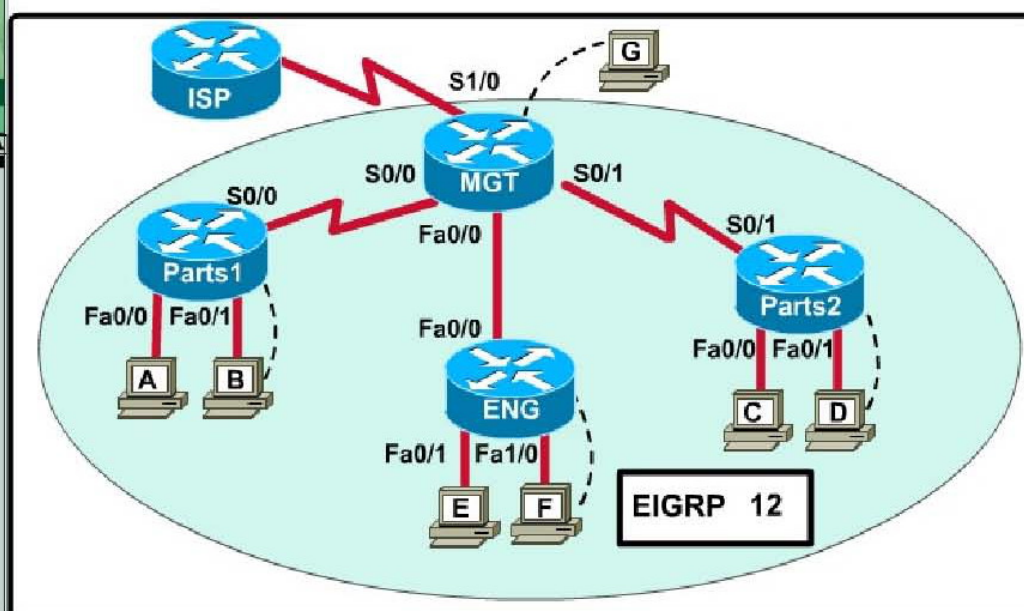 G
ISP
S1/0
MGT
S0/0
S0/1
S0/0
Fa0/0
S0/1
Parts1
Parts2
Fa0/0 Fa0/1
Fa0/0
Fa0/0 Fa0/1
A
B
ENG
C
D
Fa0/1 Fa1/0
E
F
EIGRP 12